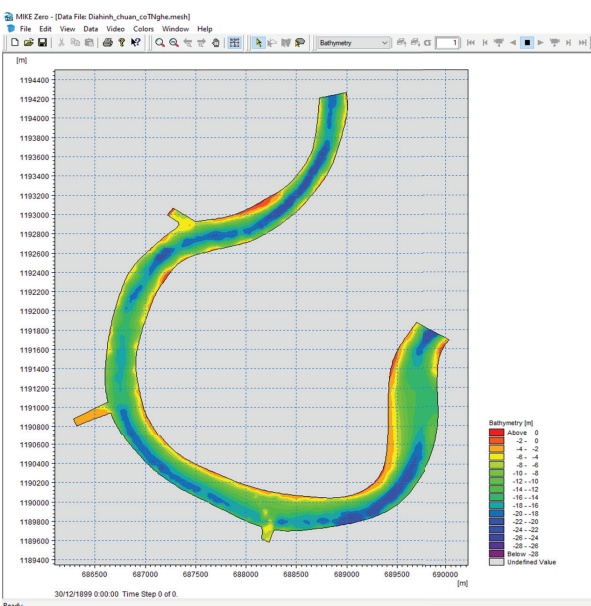 MIKE Zero - [Data File: Diahinh_chuan_coTNghe.mesh]
File Edit View Data Video Colors Window Help
Bathymetry
1
[m]
1194400
1194200
1194000
1193800
1193600
1193400
1193200
1193000
1192800
1192600
1192400
1192200
1192000
1191800
1191600
1191400
1191200
1191000
1190800
1190600
1190400
1190200
1190000
1189800
1189600
1189400
686500 687000 687500 688000 688500 689000 689500 690000
[m]
Bathymetry [m]
Above 0
-2 - 0
-4 - -2
-6 - -4
-8 - -6
-10 - -8
-12 - -10
-14 - -12
-16 - -14
-18 - -16
-20 - -18
-22 - -20
-24 - -22
-26 - -24
-28 - -26
Below -28
Undefined Value
30/12/1899 0:00:00 Time Step 0 of 0.
Ready